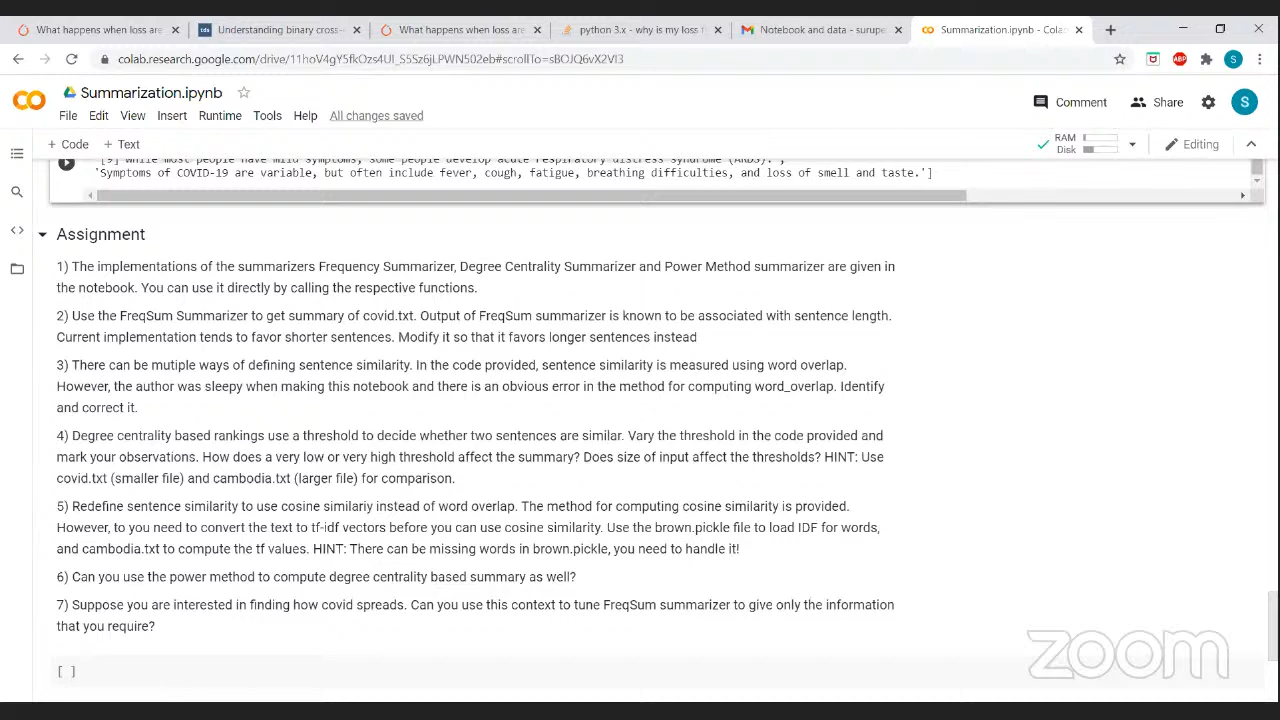 What happens when loss are
Understanding binary cross-
What happens when loss are
python 3.x - why is my loss
Notebook and data - surupe
Summarization.ipynb - Colab
Summarization.ipynb
File Edit View Insert Runtime Tools Help All changes saved
Comment Share S
+ Code + Text
RAM
Disk
Editing
[9] While most people have mild symptoms, some people develop acute respiratory distress syndrome (ARDS).',
'Symptoms of COVID-19 are variable, but often include fever, cough, fatigue, breathing difficulties, and loss of smell and taste.']
Assignment
1) The implementations of the summarizers Frequency Summarizer, Degree Centrality Summarizer and Power Method summarizer are given in
the notebook. You can use it directly by calling the respective functions.
2) Use the FreqSum Summarizer to get summary of covid.txt. Output of FreqSum summarizer is known to be associated with sentence length.
Current implementation tends to favor shorter sentences. Modify it so that it favors longer sentences instead
3) There can be mutiple ways of defining sentence similarity. In the code provided, sentence similarity is measured using word overlap.
However, the author was sleepy when making this notebook and there is an obvious error in the method for computing word_overlap. Identify
and correct it.
4) Degree centrality based rankings use a threshold to decide whether two sentences are similar. Vary the threshold in the code provided and
mark your observations. How does a very low or very high threshold affect the summary? Does size of input affect the thresholds? HINT: Use
covid.txt (smaller file) and cambodia.txt (larger file) for comparison.
5) Redefine sentence similarity to use cosine similariy instead of word overlap. The method for computing cosine similarity is provided.
However, to you need to convert the text to tf-idf vectors before you can use cosine similarity. Use the brown.pickle file to load IDF for words,
and cambodia.txt to compute the tf values. HINT: There can be missing words in brown.pickle, you need to handle it!
6) Can you use the power method to compute degree centrality based summary as well?
7) Suppose you are interested in finding how covid spreads. Can you use this context to tune FreqSum summarizer to give only the information
that you require?
[ ]
zoom